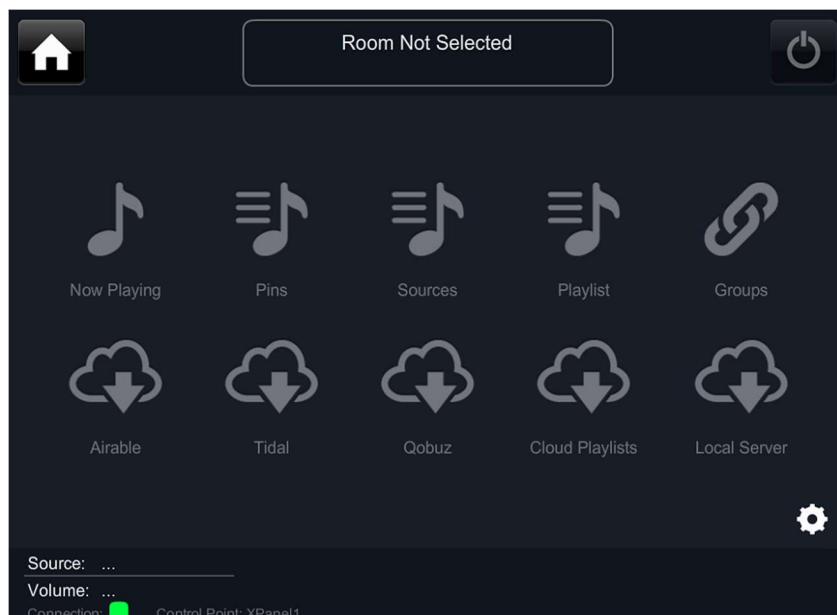 Room Not Selected
Now Playing Pins Sources Playlist Groups
Airable Tidal Qobuz Cloud Playlists Local Server
Source: ...
Volume: ...
Connection: Control Point: XPanel1